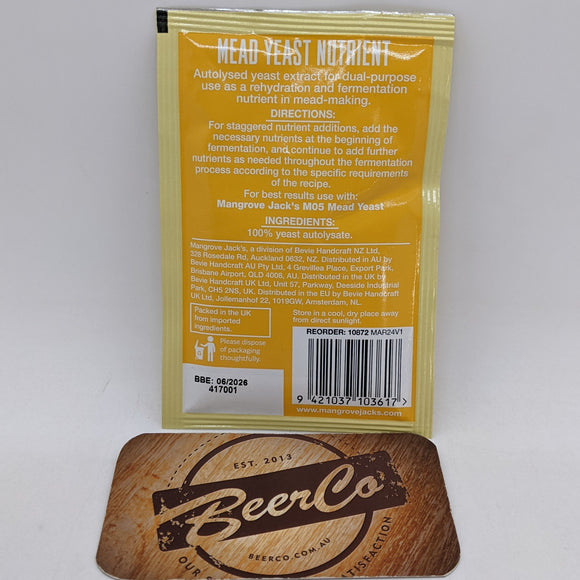 MEAD YEAST NUTRIENT
Autolysed yeast extract for dual-purpose
use as a rehydration and fermentation
nutrient in mead-making.
DIRECTIONS:
For staggered nutrient additions, add the
necessary nutrients at the beginning of
fermentation, and continue to add further
nutrients as needed throughout the fermentation
process according to the specific requirements
of the recipe.
For best results use with:
Mangrove Jack's M05 Mead Yeast
INGREDIENTS:
100% yeast autolysate.
Mangrove Jack's, a division of Bevie Handcraft NZ Ltd,
328 Rosedale Rd, Auckland 0632, NZ. Distributed in AU by
Bevie Handcraft AU Pty Ltd, 4 Grevillea Place, Export Park,
Brisbane Airport, QLD 4008, AU. Distributed in the UK by
Bevie Handcraft UK Ltd, Unit 57, Parkway, Deeside Industrial
Park, CH5 2NS, UK. Distributed in the EU by Bevie Handcraft
UK Ltd, Jollemanhof 22, 1019GW, Amsterdam, NL.
Packed in the UK
from imported
ingredients.
Store in a cool, dry place away
from direct sunlight.
Please dispose
of packaging
thoughtfully.
REORDER: 10872 MAR24V1
9 421037 103617 >
www.mangrovejacks.com
BBE: 06/2026
417001
EST. 2013
BeerCo
BEERCO.COM.AU
OUR